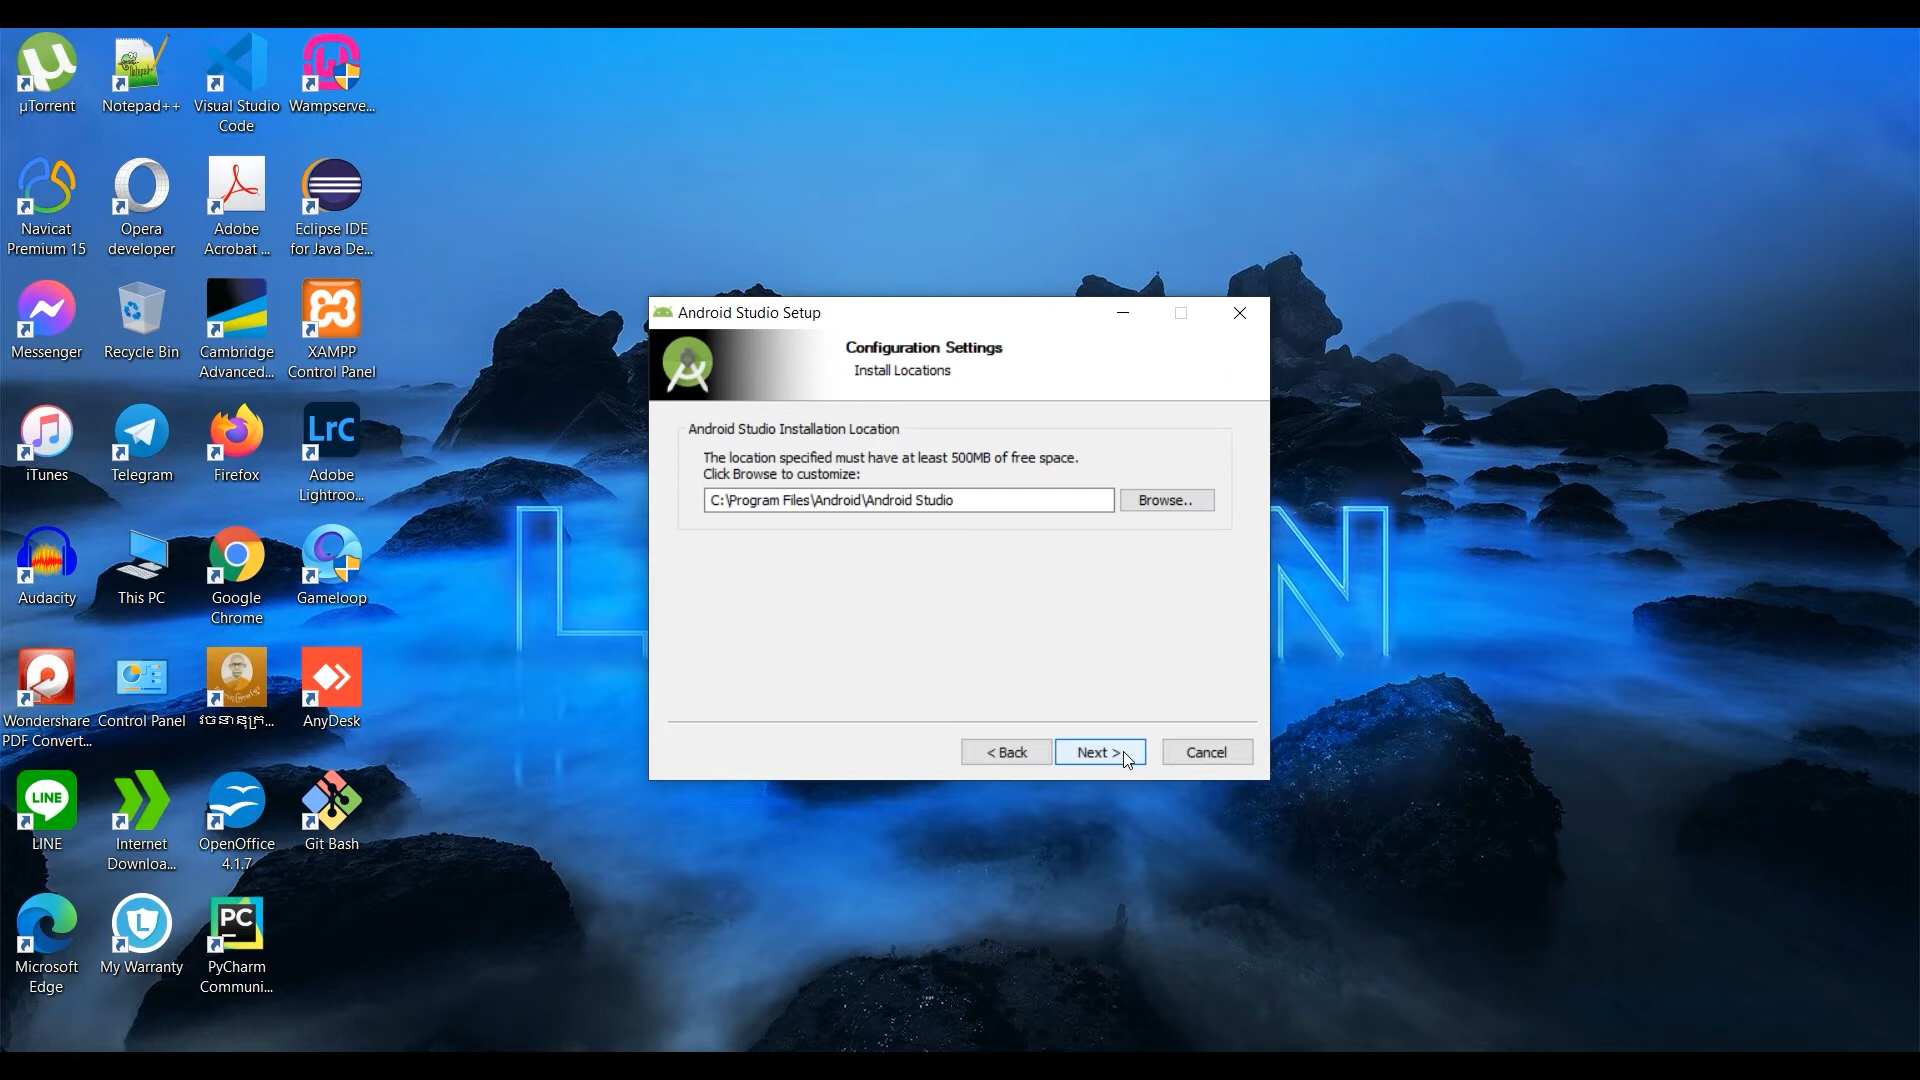 µTorrent
Notepad++
Visual Studio
Code
Wampserve...
Navicat
Premium 15
Opera
developer
Adobe
Acrobat ...
Eclipse IDE
for Java De...
Messenger
Recycle Bin
Cambridge
Advanced...
XAMPP
Control Panel
iTunes
Telegram
Firefox
LrC
Adobe
Lightroo...
Audacity
This PC
Google
Chrome
Gameloop
Wondershare
PDF Convert...
Control Panel
AnyDesk
LINE
LINE
Internet
Downloa...
OpenOffice
4.1.7
Git Bash
Microsoft
Edge
My Warranty
PC
PyCharm
Communi...
Android Studio Setup
Configuration Settings
Install Locations
Android Studio Installation Location
The location specified must have at least 500MB of free space.
Click Browse to customize:
C:\Program Files\Android\Android Studio
Browse..
< Back
Next >
Cancel
L
N